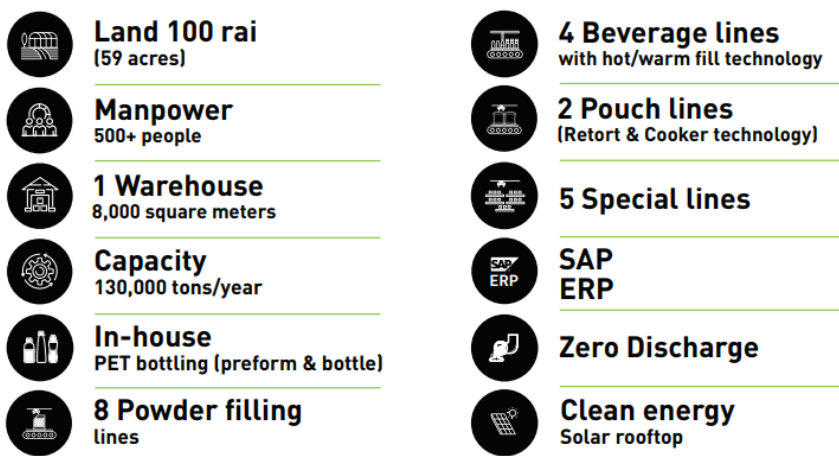 Land 100 rai
(59 acres)
Manpower
500+ people
1 Warehouse
8,000 square meters
Capacity
130,000 tons/year
In-house
PET bottling (preform & bottle)
8 Powder filling
lines
4 Beverage lines
with hot/warm fill technology
2 Pouch lines
(Retort & Cooker technology)
5 Special lines
SAP
ERP
SAP
ERP
Zero Discharge
Clean energy
Solar rooftop